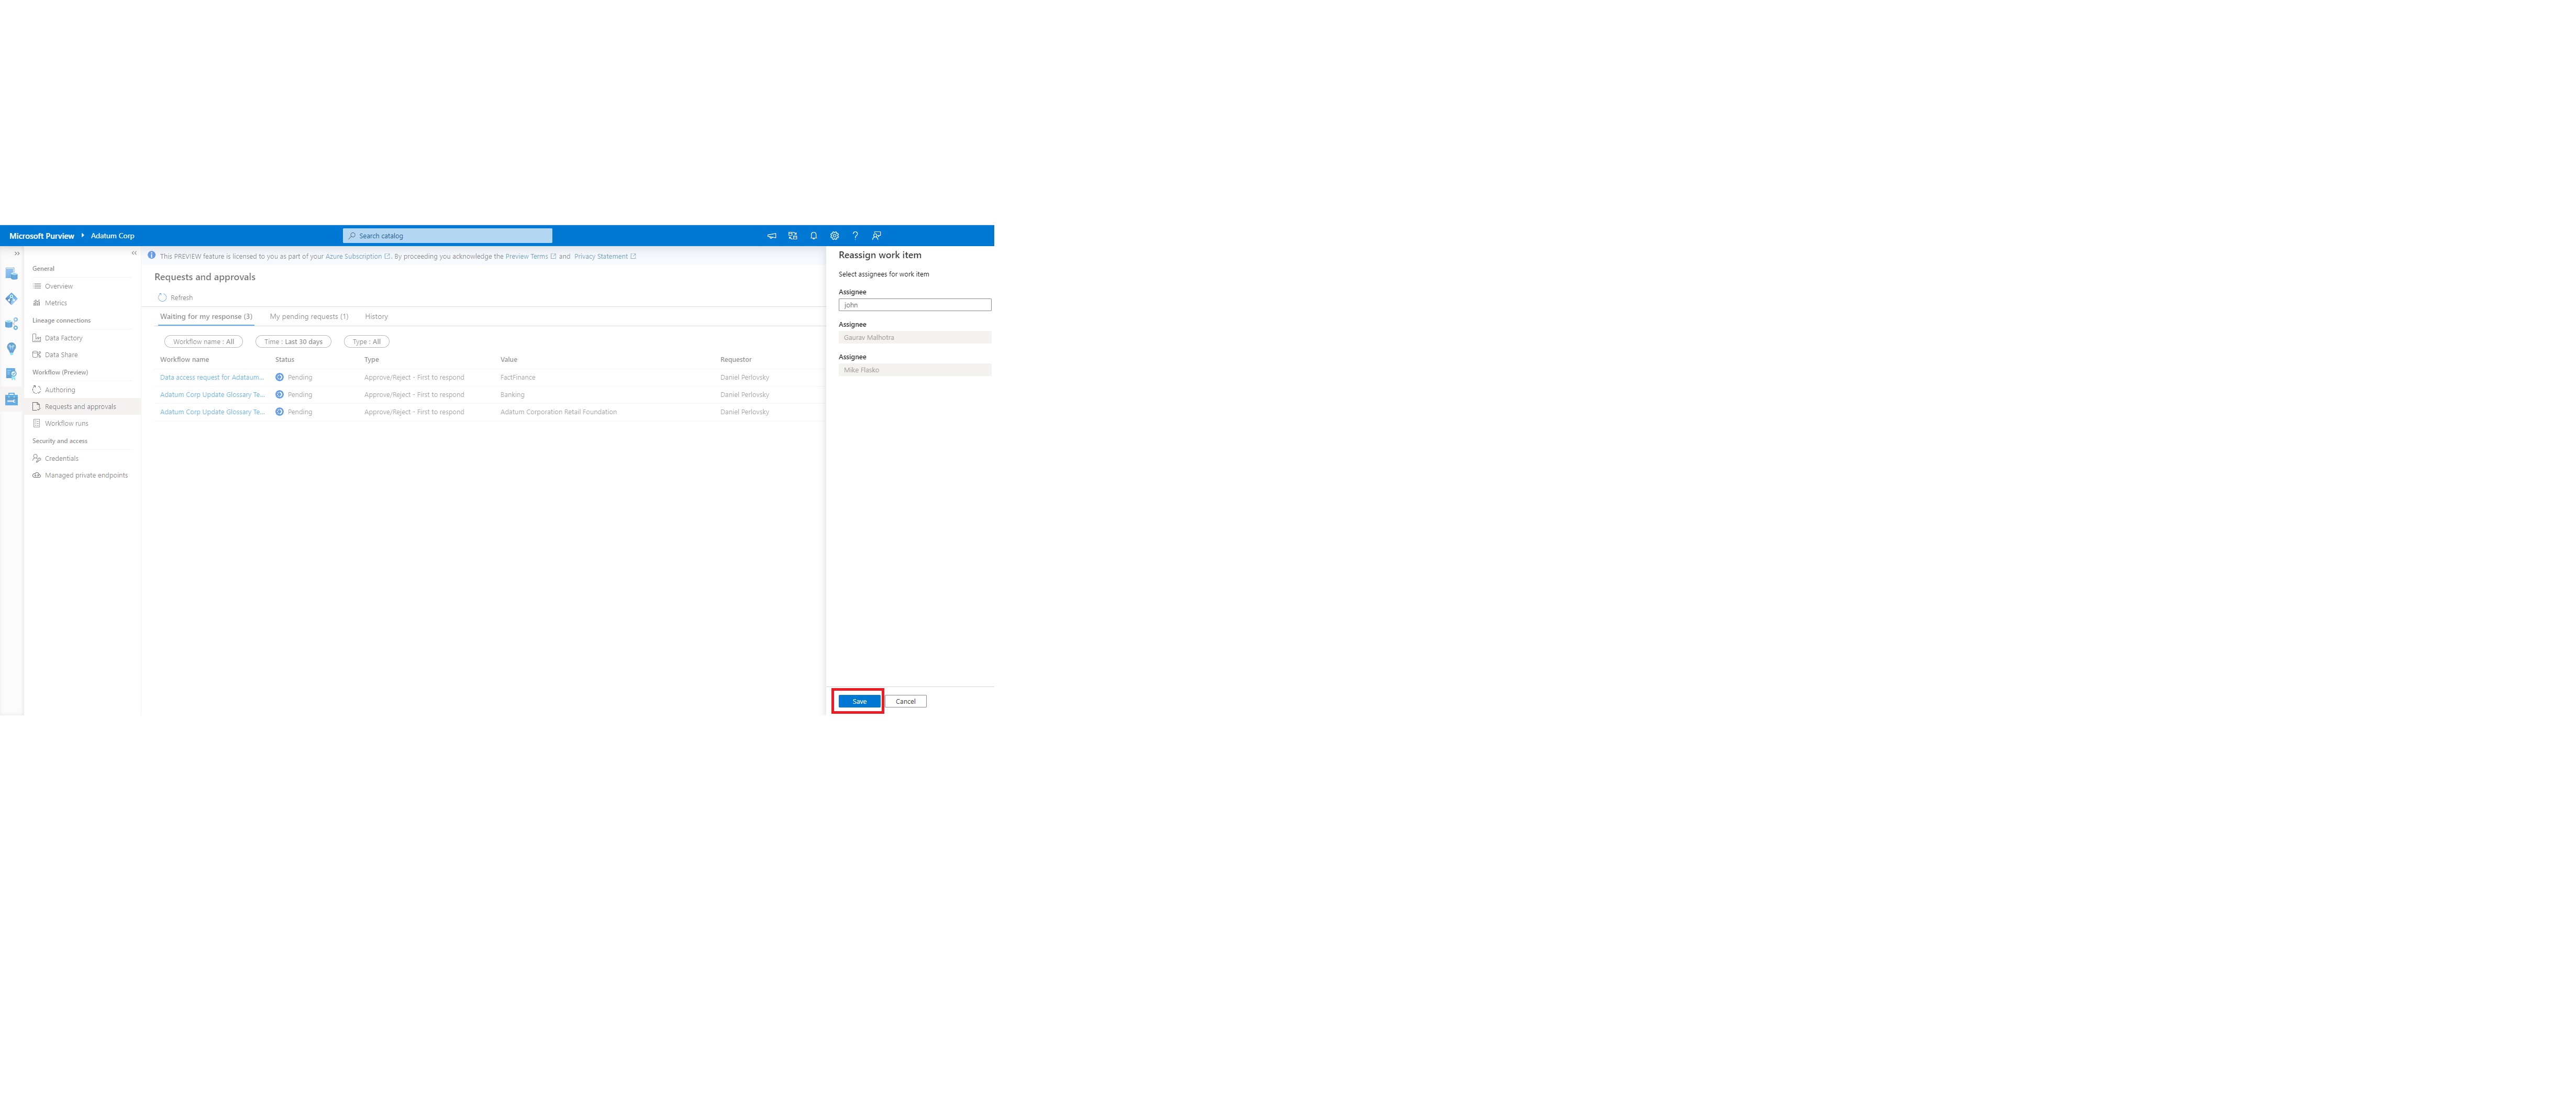 Microsoft Purview
Adatum Corp
Search catalog
General
Overview
Metrics
Lineage connections
Data Factory
Data Share
Workflow (Preview)
Authoring
Requests and approvals
Workflow runs
Security and access
Credentials
Managed private endpoints
This PREVIEW feature is licensed to you as part of your Azure Subscription . By proceeding you acknowledge the Preview Terms and Privacy Statement
Requests and approvals
Refresh
Waiting for my response (3) My pending requests (1) History
Workflow name : All Time : Last 30 days Type : All
Workflow name Status Type Value Requestor
Data access request for Adataum... Pending Approve/Reject - First to respond FactFinance Daniel Perlovsky
Adatum Corp Update Glossary Te... Pending Approve/Reject - First to respond Banking Daniel Perlovsky
Adatum Corp Update Glossary Te... Pending Approve/Reject - First to respond Adatum Corporation Retail Foundation Daniel Perlovsky
Reassign work item
Select assignees for work item
Assignee
john
Assignee
Gaurav Malhotra
Assignee
Mike Flasko
Save Cancel